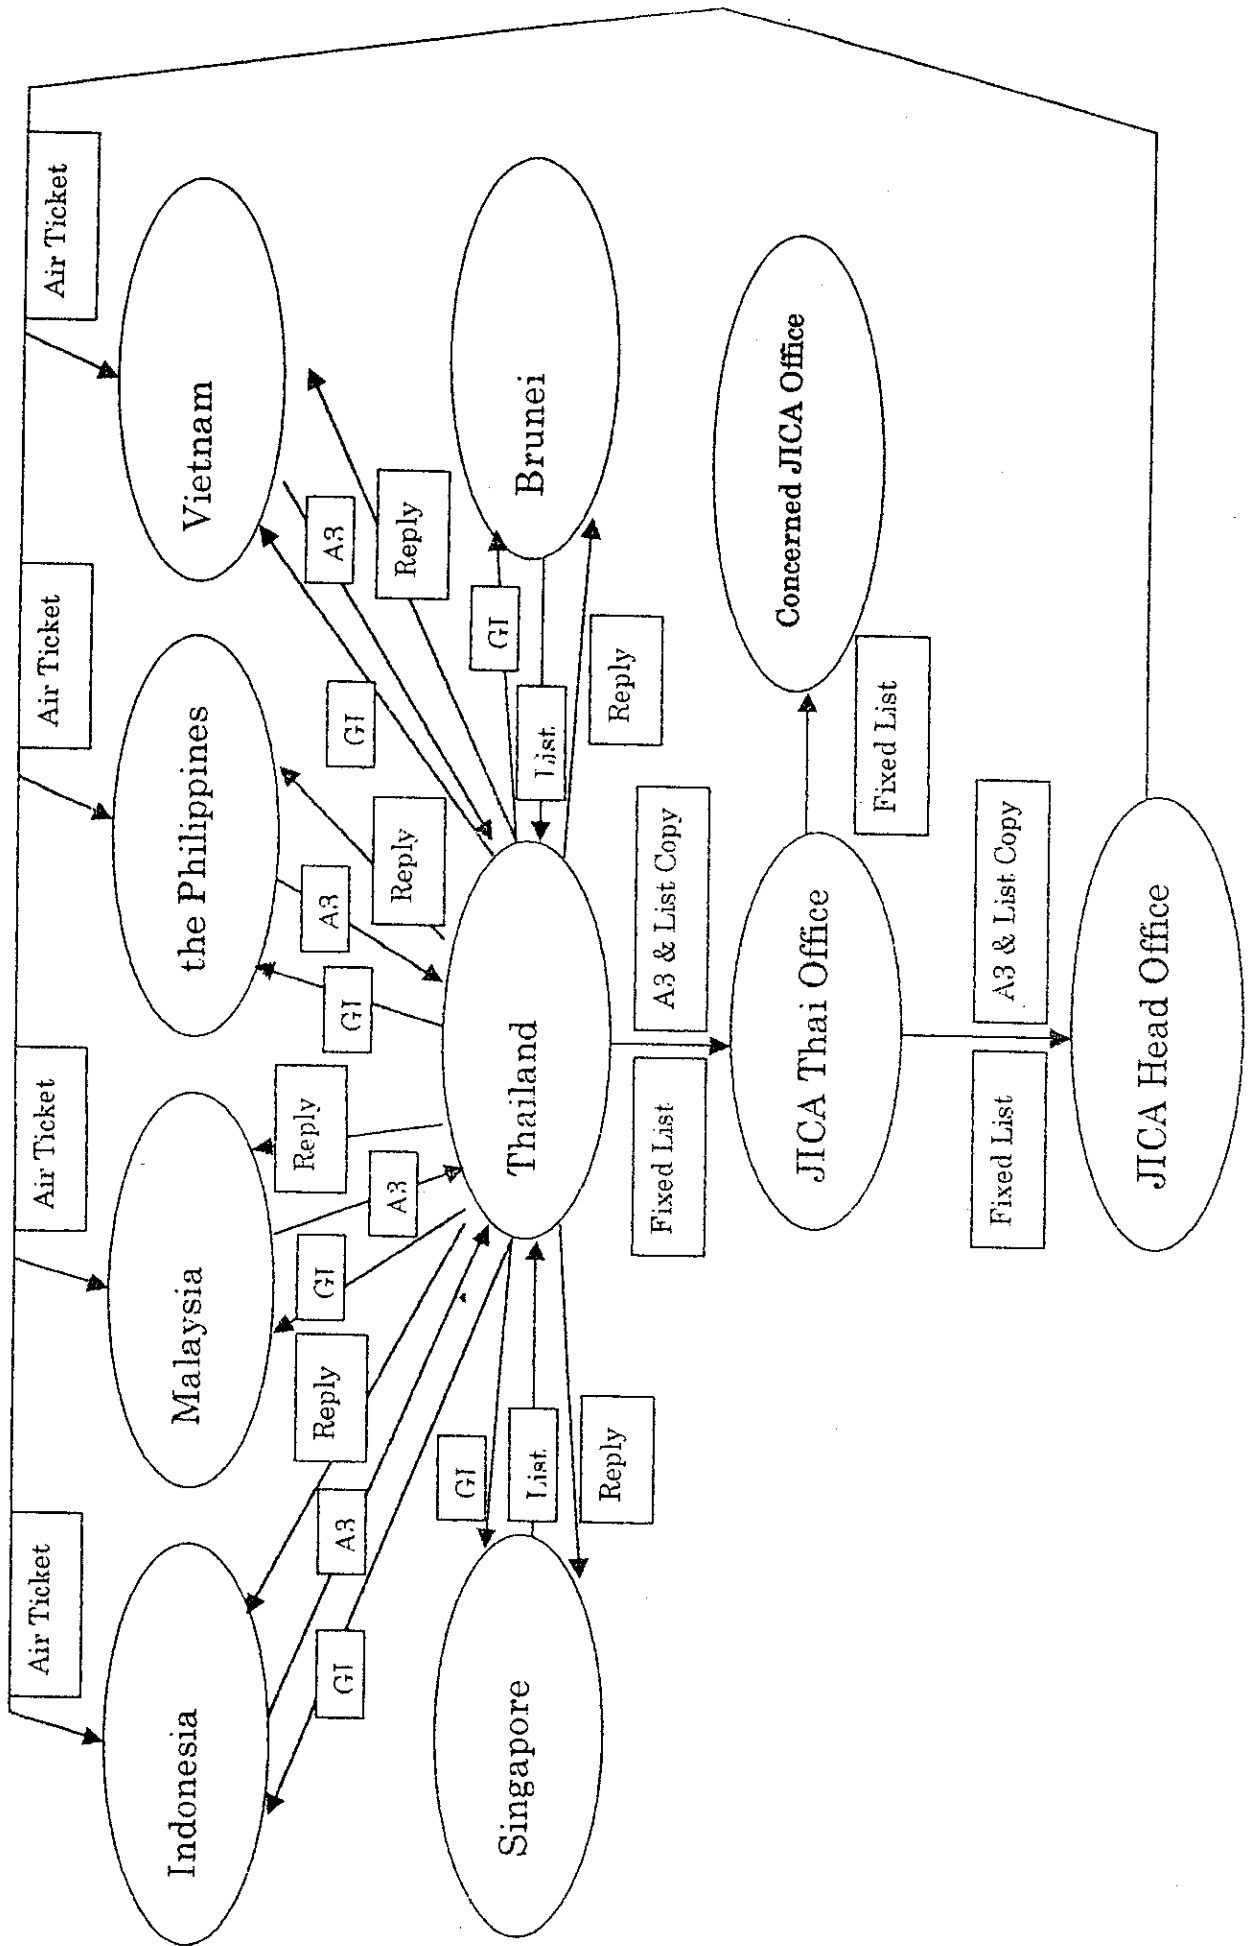 Air Ticket
Air Ticket
Air Ticket
Air Ticket
Indonesia
Malaysia
the Philippines
Vietnam
Reply
GI
A3
Reply
GI
A3
Reply
GI
A3
GI
A3
Reply
Singapore
GI
List
Reply
Thailand
GI
List
Reply
Brunei
Fixed List
A3 & List Copy
JICA Thai Office
Fixed List
Concerned JICA Office
Fixed List
A3 & List Copy
JICA Head Office